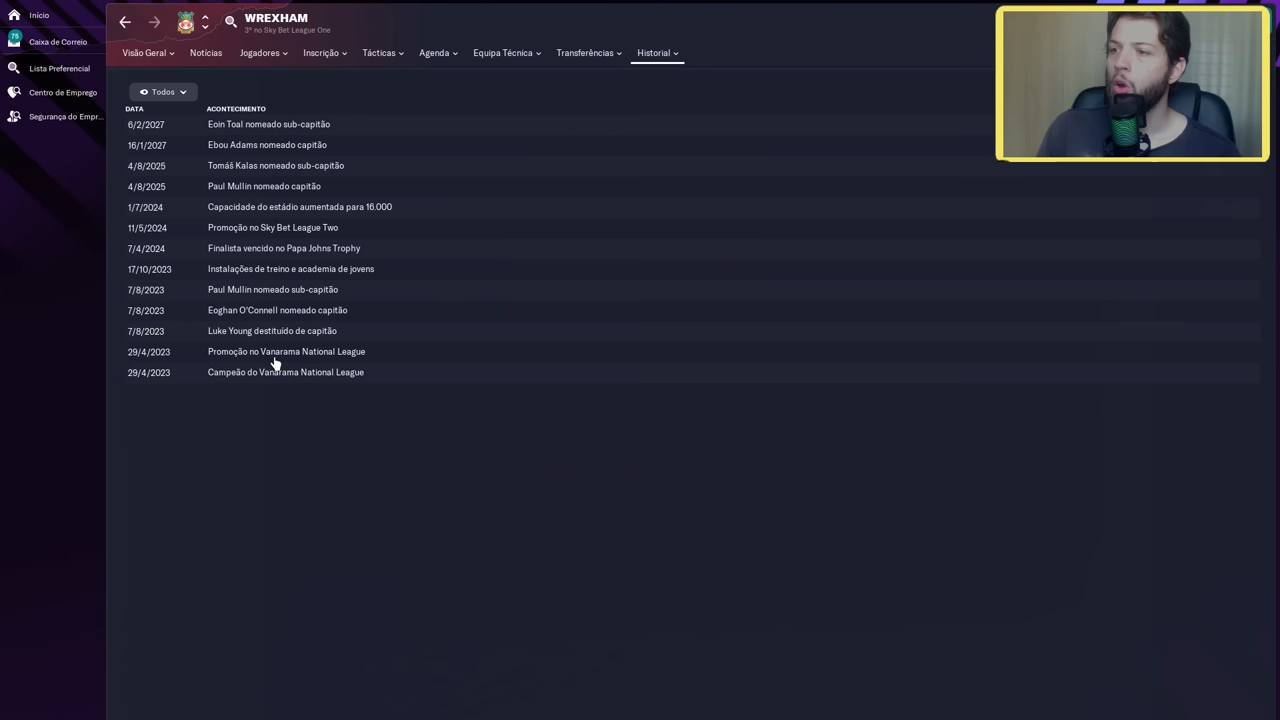 Início
75
Caixa de Correio
Lista Preferencial
Centro de Emprego
Segurança do Empr...
WREXHAM
3º no Sky Bet League One
Visão Geral
Notícias
Jogadores
Inscrição
Tácticas
Agenda
Equipa Técnica
Transferências
Historial
Todos
DATA ACONTECIMENTO
6/2/2027 Eoin Toal nomeado sub-capitão
16/1/2027 Ebou Adams nomeado capitão
4/8/2025 Tomáš Kalas nomeado sub-capitão
4/8/2025 Paul Mullin nomeado capitão
1/7/2024 Capacidade do estádio aumentada para 16.000
11/5/2024 Promoção no Sky Bet League Two
7/4/2024 Finalista vencido no Papa Johns Trophy
17/10/2023 Instalações de treino e academia de jovens
7/8/2023 Paul Mullin nomeado sub-capitão
7/8/2023 Eoghan O'Connell nomeado capitão
7/8/2023 Luke Young destituído de capitão
29/4/2023 Promoção no Vanarama National League
29/4/2023 Campeão do Vanarama National League